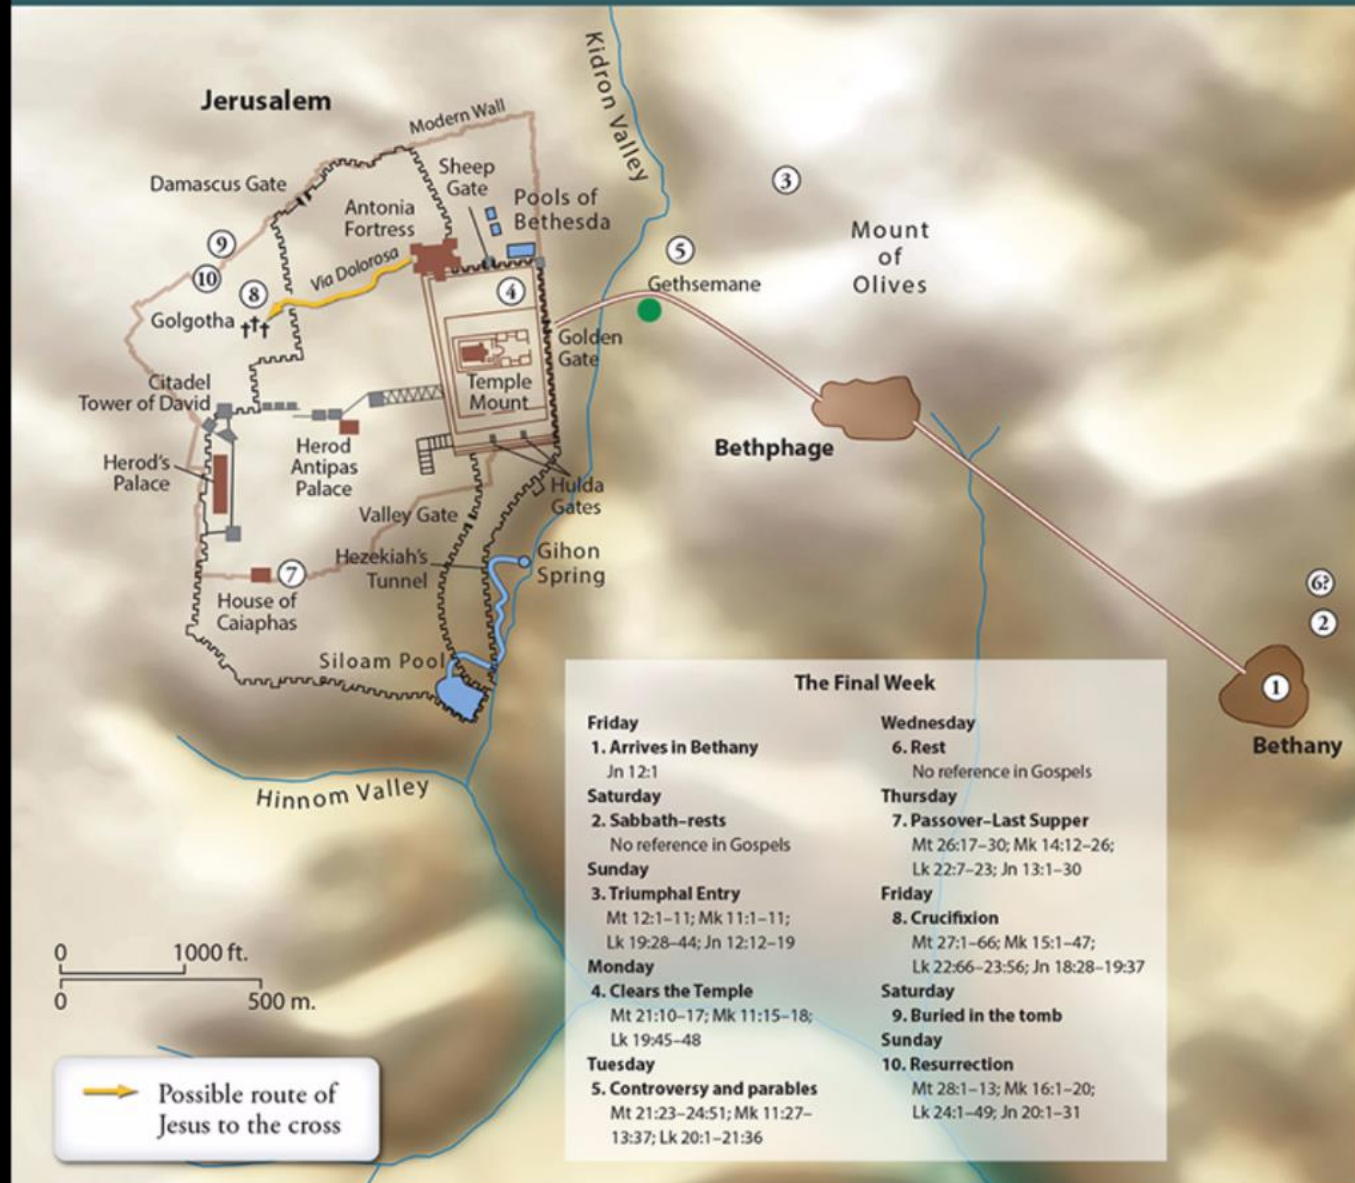 Jerusalem
Modern Wall
Kidron Valley
Damascus Gate
Sheep
Gate
Pools of
Bethesda
Antonia
Fortress
Via Dolorosa
3
Mount
of
Olives
9
10
8
4
5
Gethsemane
Golgotha
Golden
Gate
Citadel
Tower of David
Temple
Mount
Bethphage
Herod
Antipas
Palace
Herod's
Palace
Hulda
Gates
Valley Gate
Hezekiah's
Tunnel
Gihon
Spring
7
House of
Caiaphas
6?
2
Siloam Pool
1
Bethany
Hinnom Valley
The Final Week
Friday
1. Arrives in Bethany
Jn 12:1
Saturday
2. Sabbath–rests
No reference in Gospels
Sunday
3. Triumphal Entry
Mt 12:1–11; Mk 11:1–11;
Lk 19:28–44; Jn 12:12–19
Monday
4. Clears the Temple
Mt 21:10–17; Mk 11:15–18;
Lk 19:45–48
Tuesday
5. Controversy and parables
Mt 21:23–24:51; Mk 11:27–
13:37; Lk 20:1–21:36
Wednesday
6. Rest
No reference in Gospels
Thursday
7. Passover–Last Supper
Mt 26:17–30; Mk 14:12–26;
Lk 22:7–23; Jn 13:1–30
Friday
8. Crucifixion
Mt 27:1–66; Mk 15:1–47;
Lk 22:66–23:56; Jn 18:28–19:37
Saturday
9. Buried in the tomb
Sunday
10. Resurrection
Mt 28:1–13; Mk 16:1–20;
Lk 24:1–49; Jn 20:1–31
0 1000 ft.
0 500 m.
Possible route of
Jesus to the cross